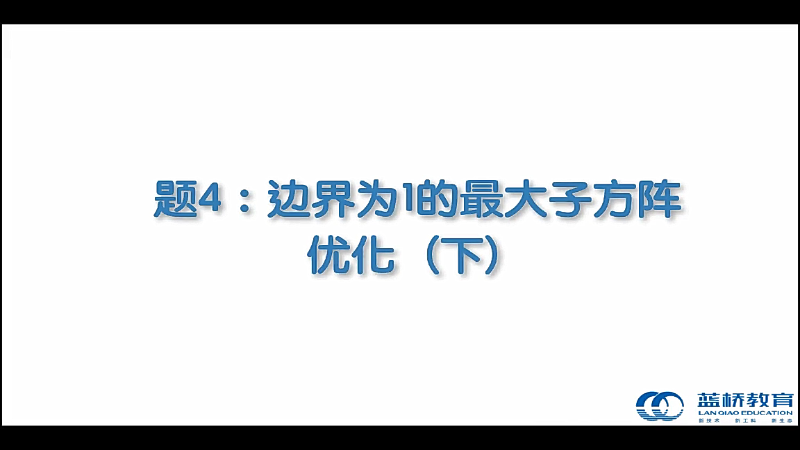 题4：边界为1的最大子方阵
优化（下）
蓝桥教育
LAN QIAO EDUCATION
新技术 新工科 新生态